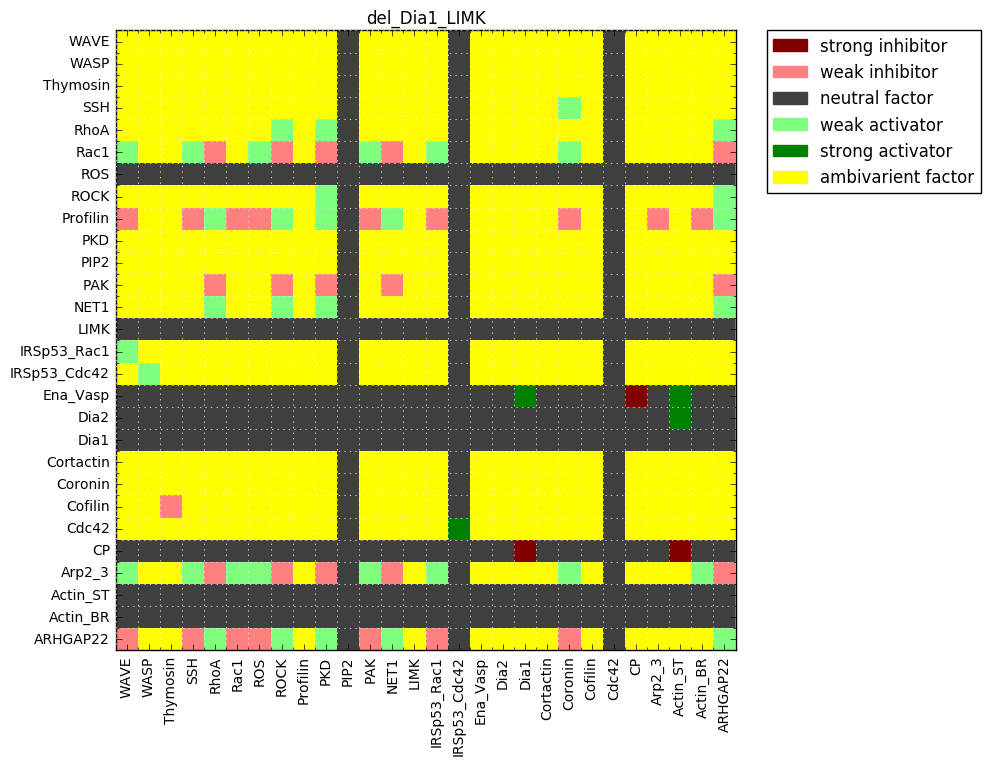 del_Dia1_LIMK
WAVE
WASP
Thymosin
SSH
RhoA
Rac1
ROS
ROCK
Profilin
PKD
PIP2
PAK
NET1
LIMK
IRSp53_Rac1
IRSp53_Cdc42
Ena_Vasp
Dia2
Dia1
Cortactin
Coronin
Cofilin
Cdc42
CP
Arp2_3
Actin_ST
Actin_BR
ARHGAP22
WAVE
WASP
Thymosin
SSH
RhoA
Rac1
ROS
ROCK
Profilin
PKD
PIP2
PAK
NET1
LIMK
IRSp53_Rac1
IRSp53_Cdc42
Ena_Vasp
Dia2
Dia1
Cortactin
Coronin
Cofilin
Cdc42
CP
Arp2_3
Actin_ST
Actin_BR
ARHGAP22
strong inhibitor
weak inhibitor
neutral factor
weak activator
strong activator
ambivarient factor